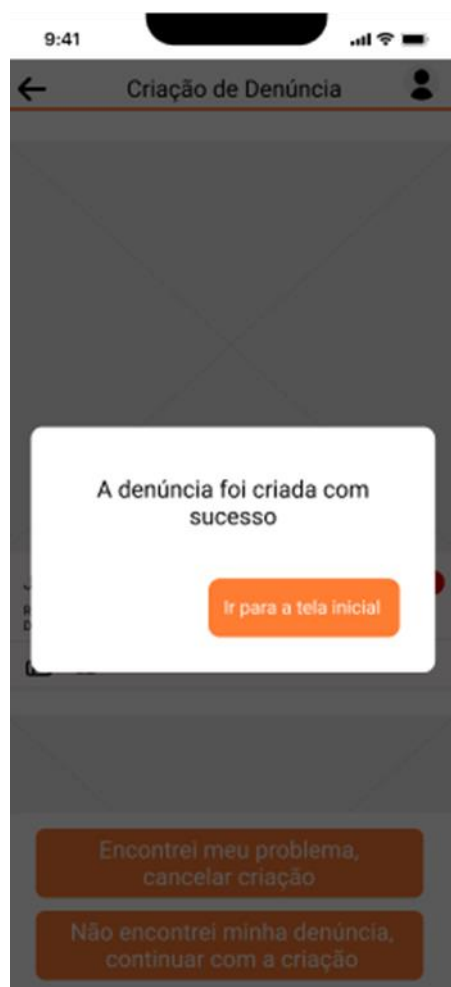 9:41
Criação de Denúncia
A denúncia foi criada com
sucesso
Ir para a tela inicial
Encontrei meu problema,
cancelar criação
Não encontrei minha denúncia,
continuar com a criação